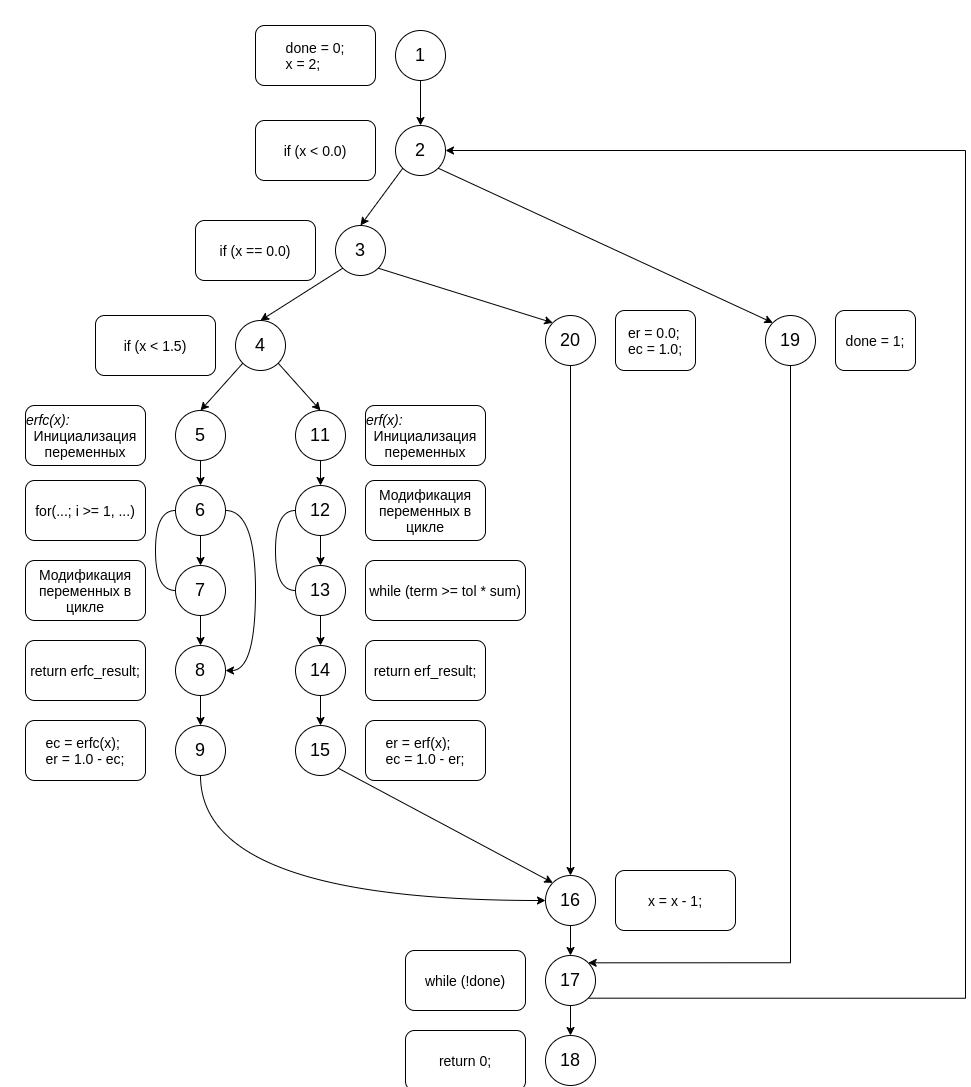 done = 0;
x = 2;
1
if (x < 0.0)
2
if (x == 0.0)
3
if (x < 1.5)
4
20
er = 0.0;
ec = 1.0;
19
done = 1;
erfc(x):
Инициализация
переменных
5
11
erf(x):
Инициализация
переменных
for(...; i >= 1, ...)
6
12
Модификация
переменных в
цикле
Модификация
переменных в
цикле
7
13
while (term >= tol * sum)
return erfc_result;
8
14
return erf_result;
ec = erfc(x);
er = 1.0 - ec;
9
15
er = erf(x);
ec = 1.0 - er;
16
x = x - 1;
while (!done)
17
return 0;
18